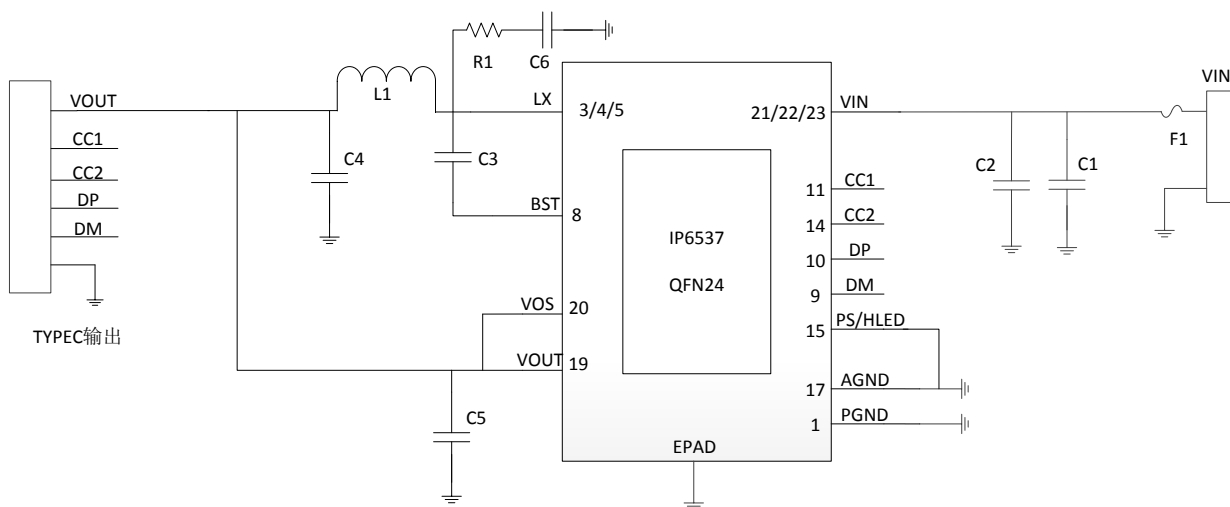 R1
C6
VIN
VOUT
L1
LX
3/4/5
21/22/23
VIN
F1
CC1
C4
C3
C2
C1
CC2
11
CC1
DP
BST
8
14
CC2
DM
IP6537
10
DP
QFN24
9
DM
VOS
20
15
PS/HLED
TYPEC输出
VOUT
19
17
AGND
C5
1
PGND
EPAD